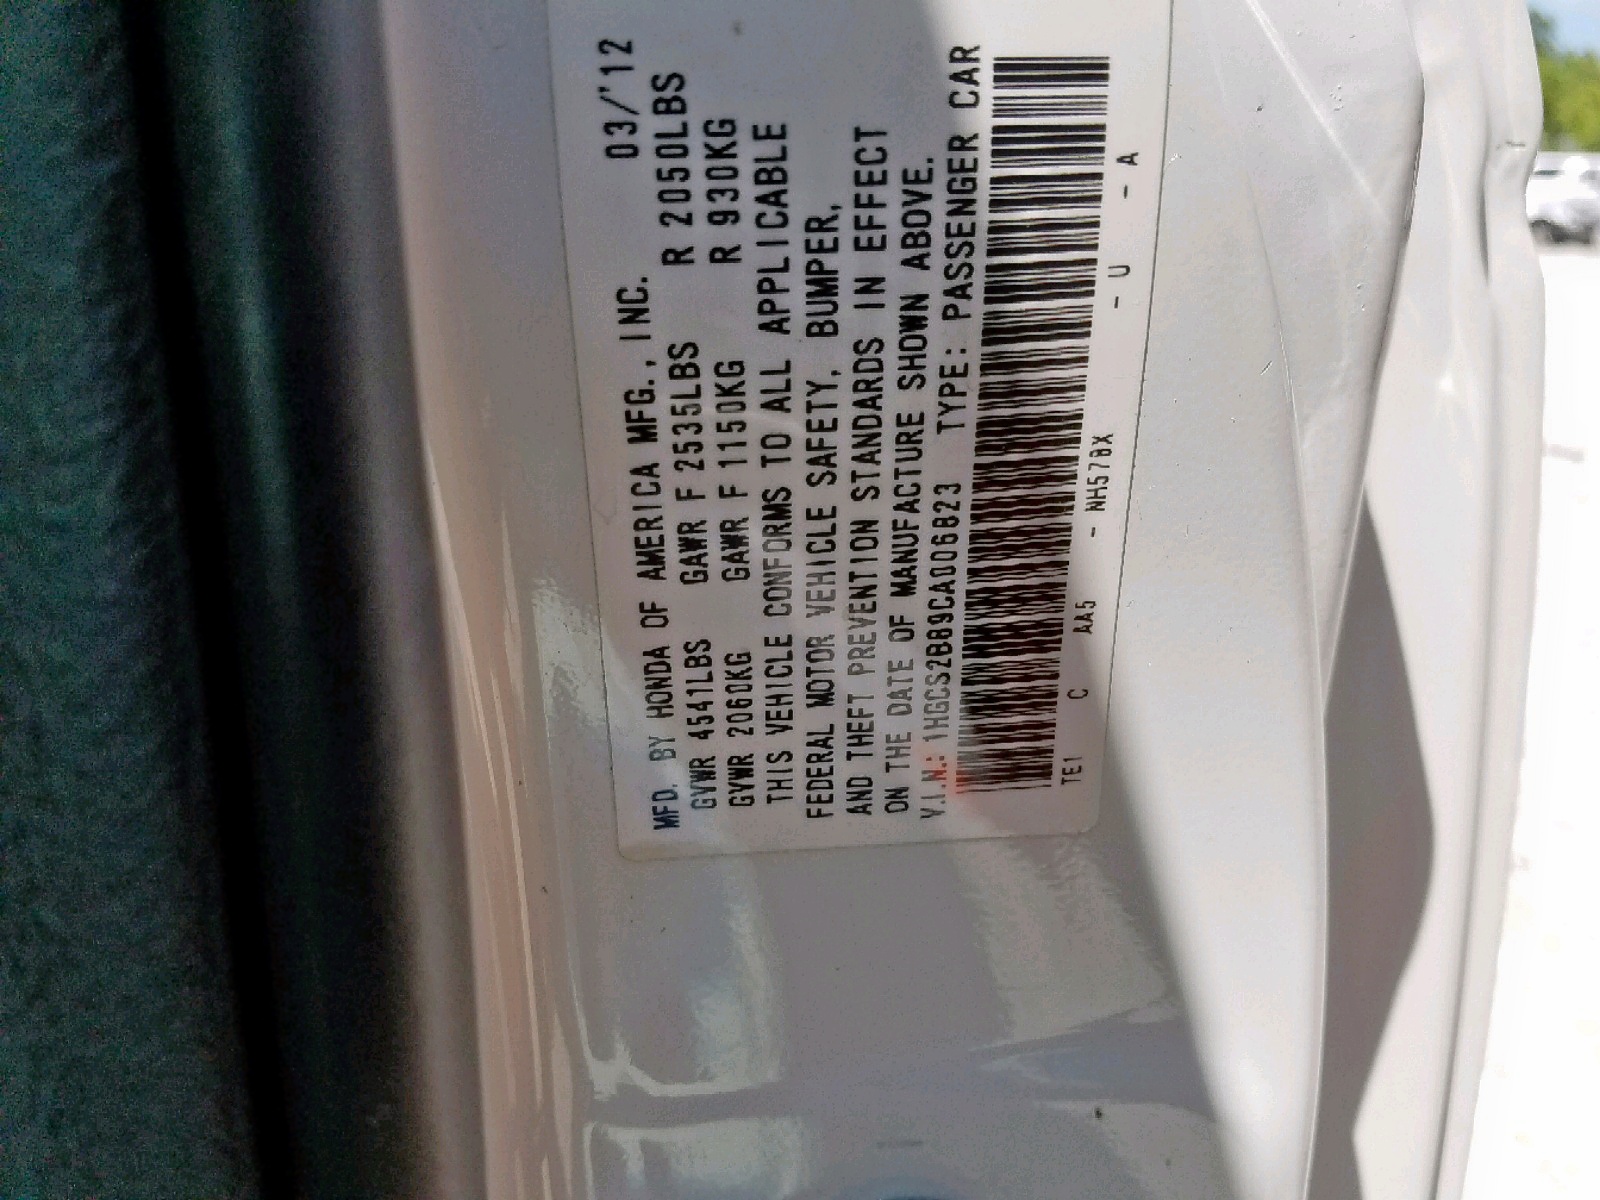 03/'12
MFD. BY HONDA OF AMERICA MFG., INC.
GVWR 4541LBS GAWR F 2535LBS R 2050LBS
GVWR 2060KG GAWR F 1150KG R 930KG
THIS VEHICLE CONFORMS TO ALL APPLICABLE
FEDERAL MOTOR VEHICLE SAFETY, BUMPER,
AND THEFT PREVENTION STANDARDS IN EFFECT
ON THE DATE OF MANUFACTURE SHOWN ABOVE.
V.I.N.: 1HGCS2B89CA006823 TYPE: PASSENGER CAR
TE1 C AA5 - NH578X - U - A